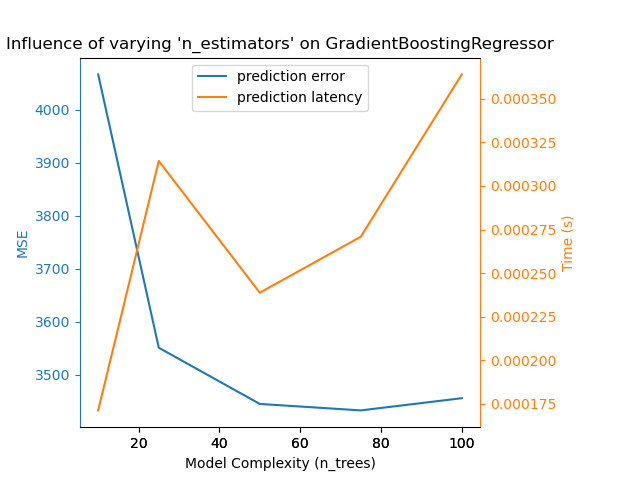 Influence of varying 'n_estimators' on GradientBoostingRegressor
prediction error
prediction latency
4000
3900
3800
3700
3600
3500
MSE
0.000350
0.000325
0.000300
0.000275
0.000250
0.000225
0.000200
0.000175
Time (s)
20 40 60 80 100
Model Complexity (n_trees)